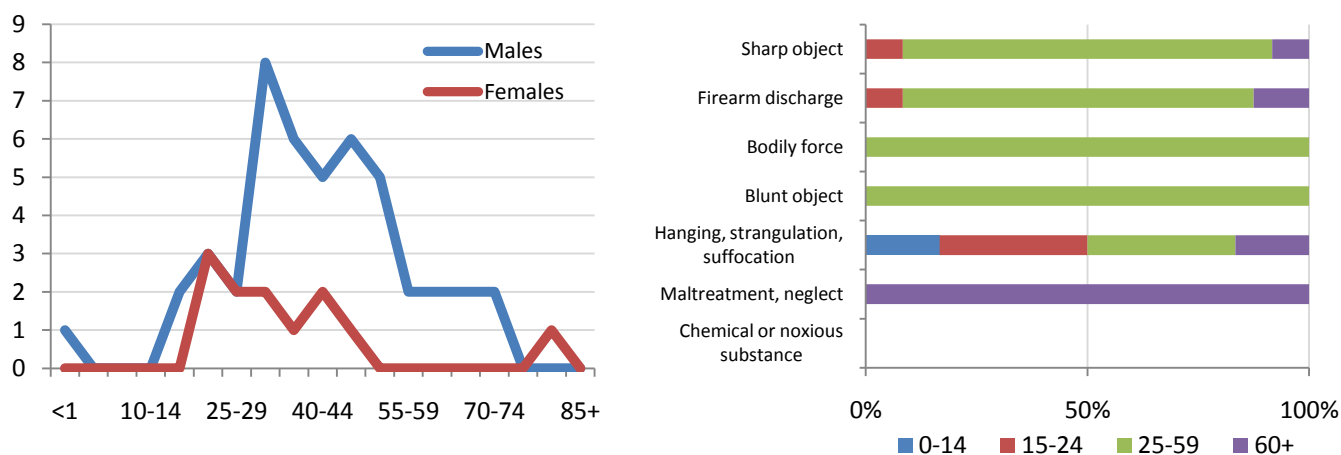 9
8
7
6
5
4
3
2
1
0
Males
Females
<1
10-14
25-29
40-44
55-59
70-74
85+
Sharp object
Firearm discharge
Bodily force
Blunt object
Hanging, strangulation,
suffocation
Maltreatment, neglect
Chemical or noxious
substance
0%
50%
100%
0-14
15-24
25-59
60+